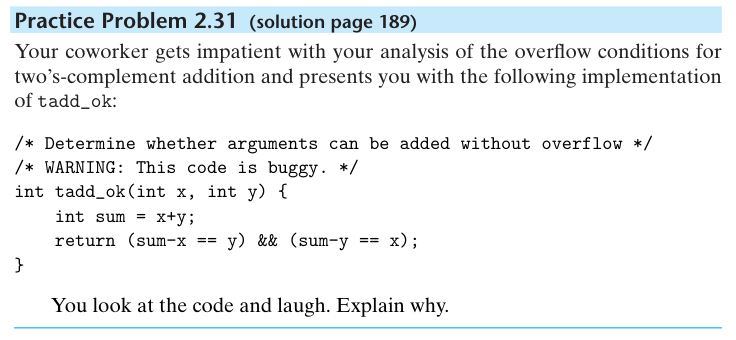 Practice Problem 2.31 (solution page 189)
Your coworker gets impatient with your analysis of the overflow conditions for
two's-complement addition and presents you with the following implementation
of tadd_ok:
/* Determine whether arguments can be added without overflow */
/* WARNING: This code is buggy. */
int tadd_ok(int x, int y) {
    int sum = x+y;
    return (sum-x == y) && (sum-y == x);
}
You look at the code and laugh. Explain why.